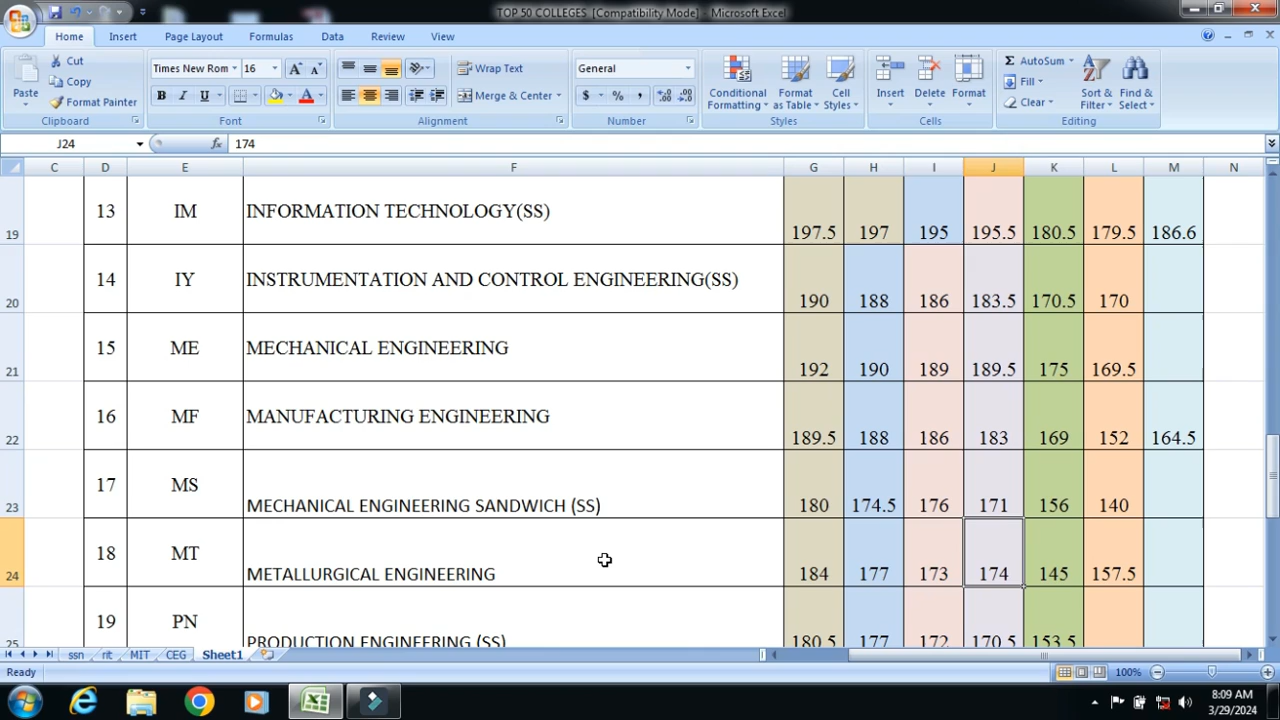 TOP 50 COLLEGES  [Compatibility Mode] - Microsoft Excel
Home Insert Page Layout Formulas Data Review View
Paste Cut Copy Format Painter Clipboard
Times New Rom 16 A A B I U A Font
Wrap Text Merge & Center Alignment
General $ % , Number
Conditional Formatting Format as Table Cell Styles Styles
Insert Delete Format Cells
Σ AutoSum Fill Clear Sort & Filter Find & Select Editing
J24 fx 174
C D E F G H I J K L M N
19 13 IM INFORMATION TECHNOLOGY(SS) 197.5 197 195 195.5 180.5 179.5 186.6
20 14 IY INSTRUMENTATION AND CONTROL ENGINEERING(SS) 190 188 186 183.5 170.5 170
21 15 ME MECHANICAL ENGINEERING 192 190 189 189.5 175 169.5
22 16 MF MANUFACTURING ENGINEERING 189.5 188 186 183 169 152 164.5
23 17 MS MECHANICAL ENGINEERING SANDWICH (SS) 180 174.5 176 171 156 140
24 18 MT METALLURGICAL ENGINEERING 184 177 173 174 145 157.5
25 19 PN PRODUCTION ENGINEERING (SS) 180.5 177 172 170.5 153.5
ssn rit MIT CEG Sheet1
Ready 100%
8:09 AM
3/29/2024